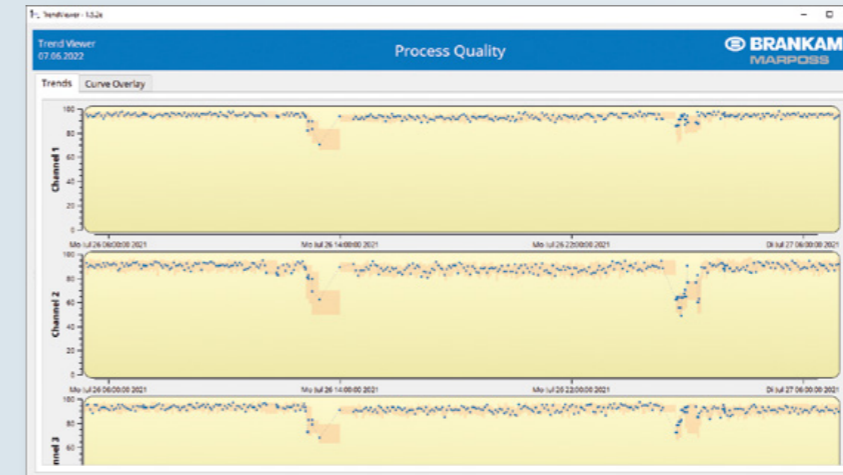 TrendViewer - 1.5.2e
Trend Viewer
07.06.2022
Process Quality
BRANKAM
MARPOSS
Trends
Curve Overlay
Channel 1
100
80
60
40
20
0
Mo Jul 26 06:00:00 2021
Mo Jul 26 14:00:00 2021
Mo Jul 26 22:00:00 2021
Di Jul 27 06:00:00 2021
Channel 2
100
80
60
40
20
0
Mo Jul 26 06:00:00 2021
Mo Jul 26 14:00:00 2021
Mo Jul 26 22:00:00 2021
Di Jul 27 06:00:00 2021
nnel 3
100
80
60